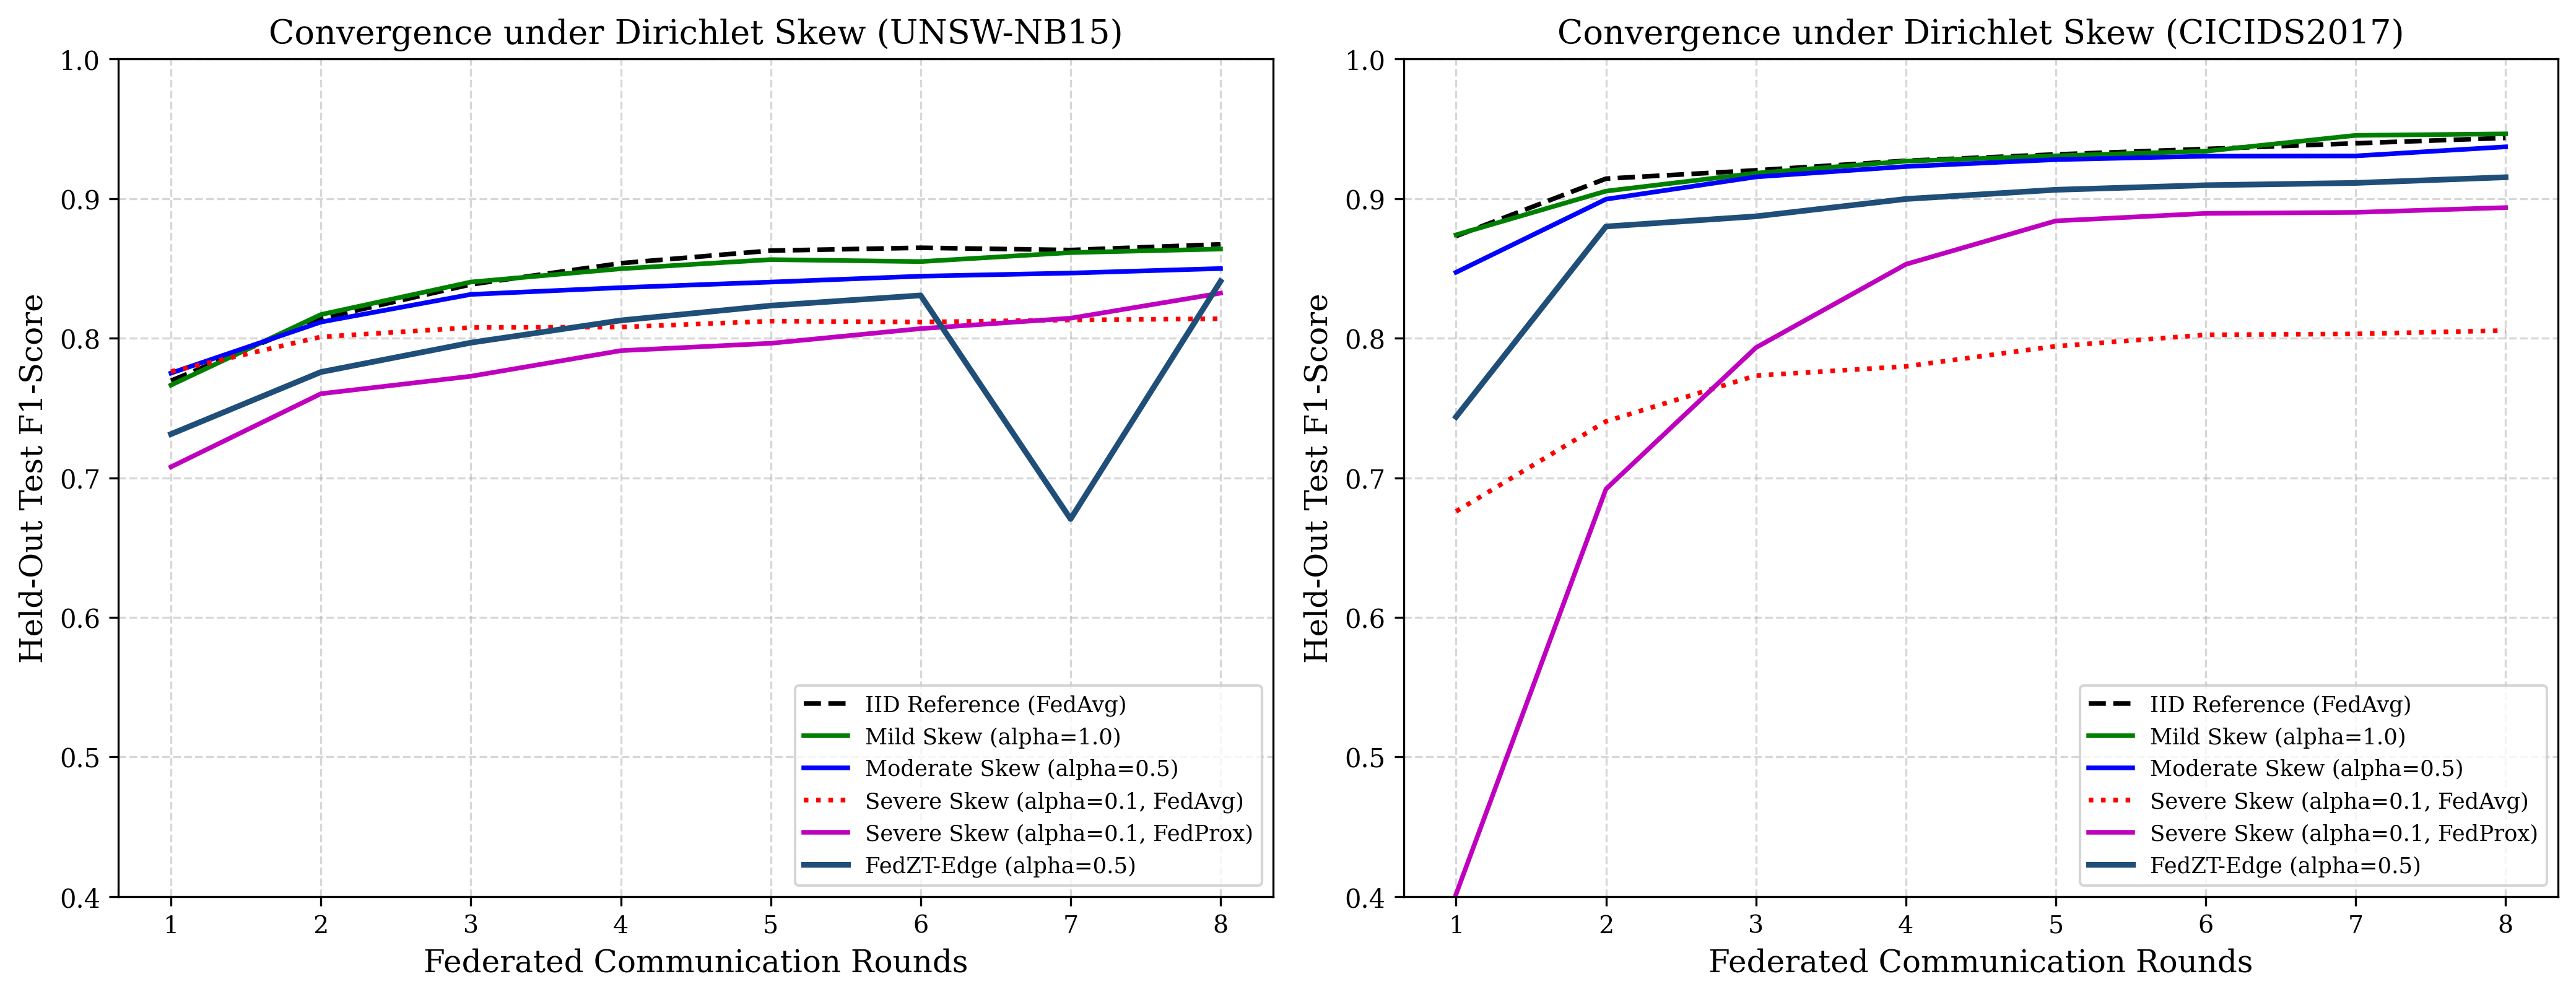 Convergence under Dirichlet Skew (UNSW-NB15)
Held-Out Test F1-Score
1.0
0.9
0.8
0.7
0.6
0.5
0.4
1 2 3 4 5 6 7 8
Federated Communication Rounds
IID Reference (FedAvg)
Mild Skew (alpha=1.0)
Moderate Skew (alpha=0.5)
Severe Skew (alpha=0.1, FedAvg)
Severe Skew (alpha=0.1, FedProx)
FedZT-Edge (alpha=0.5)
Convergence under Dirichlet Skew (CICIDS2017)
Held-Out Test F1-Score
1.0
0.9
0.8
0.7
0.6
0.5
0.4
1 2 3 4 5 6 7 8
Federated Communication Rounds
IID Reference (FedAvg)
Mild Skew (alpha=1.0)
Moderate Skew (alpha=0.5)
Severe Skew (alpha=0.1, FedAvg)
Severe Skew (alpha=0.1, FedProx)
FedZT-Edge (alpha=0.5)